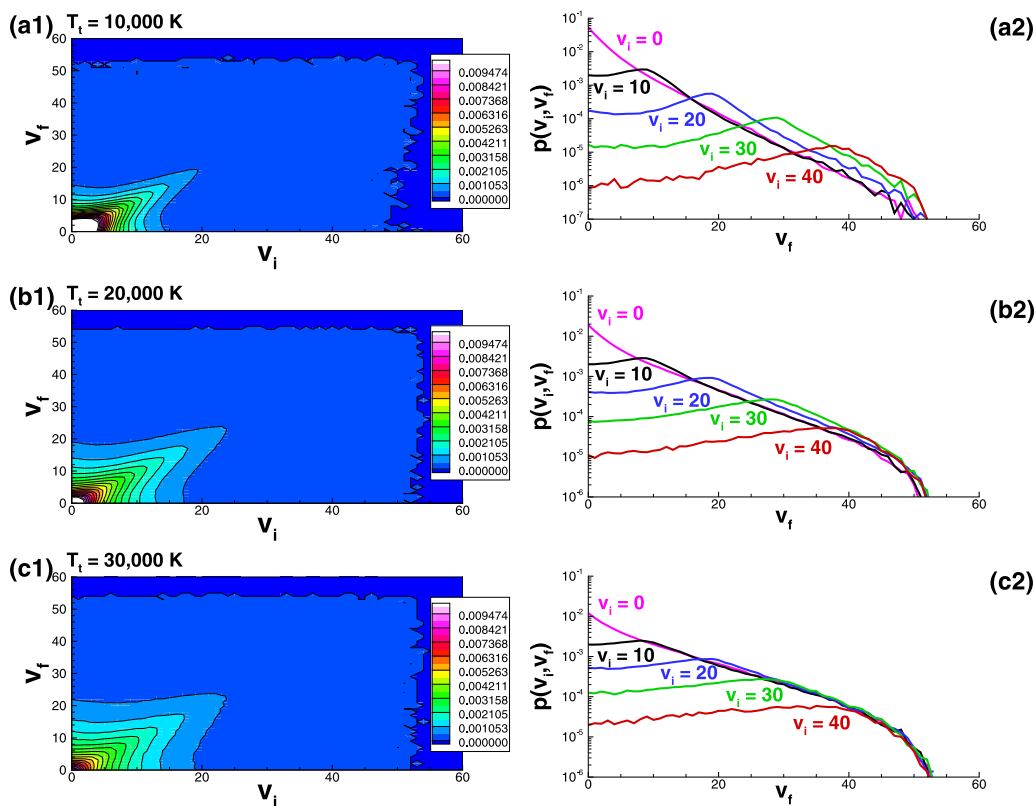 (a1) T_t = 10,000 K
60
50
40
30
20
10
0
v_f
0 20 40 60
v_i
0.009474
0.008421
0.007368
0.006316
0.005263
0.004211
0.003158
0.002105
0.001053
0.000000
(a2)
10^-1
10^-2
10^-3
10^-4
10^-5
10^-6
10^-7
p(v_i,v_f)
v_i = 0
v_i = 10
v_i = 20
v_i = 30
v_i = 40
0 20 40 60
v_f
(b1) T_t = 20,000 K
60
50
40
30
20
10
0
v_f
0 20 40 60
v_i
0.009474
0.008421
0.007368
0.006316
0.005263
0.004211
0.003158
0.002105
0.001053
0.000000
(b2)
10^-1
10^-2
10^-3
10^-4
10^-5
10^-6
p(v_i,v_f)
v_i = 0
v_i = 10
v_i = 20
v_i = 30
v_i = 40
0 20 40 60
v_f
(c1) T_t = 30,000 K
60
50
40
30
20
10
0
v_f
0 20 40 60
v_i
0.009474
0.008421
0.007368
0.006316
0.005263
0.004211
0.003158
0.002105
0.001053
0.000000
(c2)
10^-1
10^-2
10^-3
10^-4
10^-5
10^-6
p(v_i,v_f)
v_i = 0
v_i = 10
v_i = 20
v_i = 30
v_i = 40
0 20 40 60
v_f